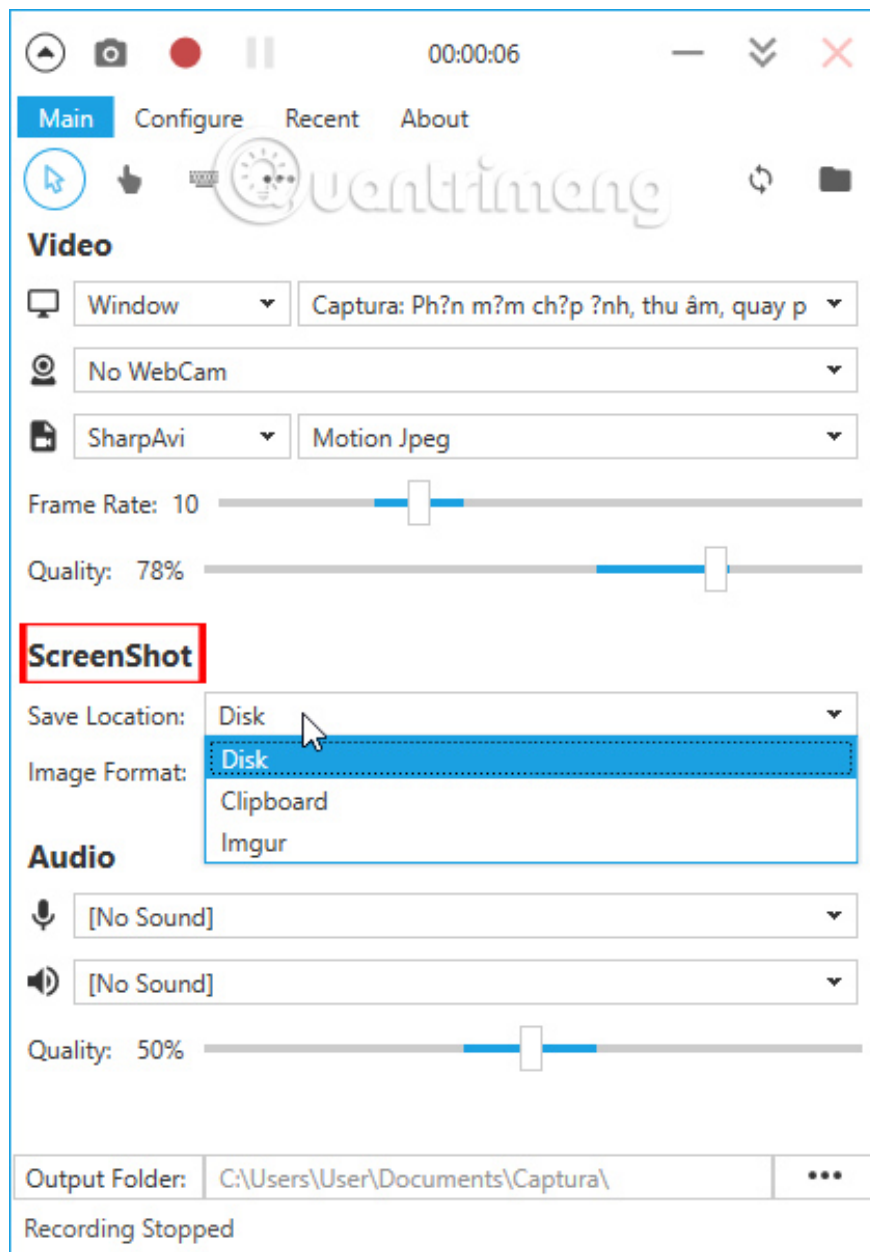 00:00:06
Main Configure Recent About
Quantrimang
Video
Window Captura: Ph?n m?m ch?p ?nh, thu âm, quay p
No WebCam
SharpAvi Motion Jpeg
Frame Rate: 10
Quality: 78%
ScreenShot
Save Location: Disk
Disk
Image Format:
Clipboard
Imgur
Audio
[No Sound]
[No Sound]
Quality: 50%
Output Folder: C:\Users\User\Documents\Captura\ •••
Recording Stopped